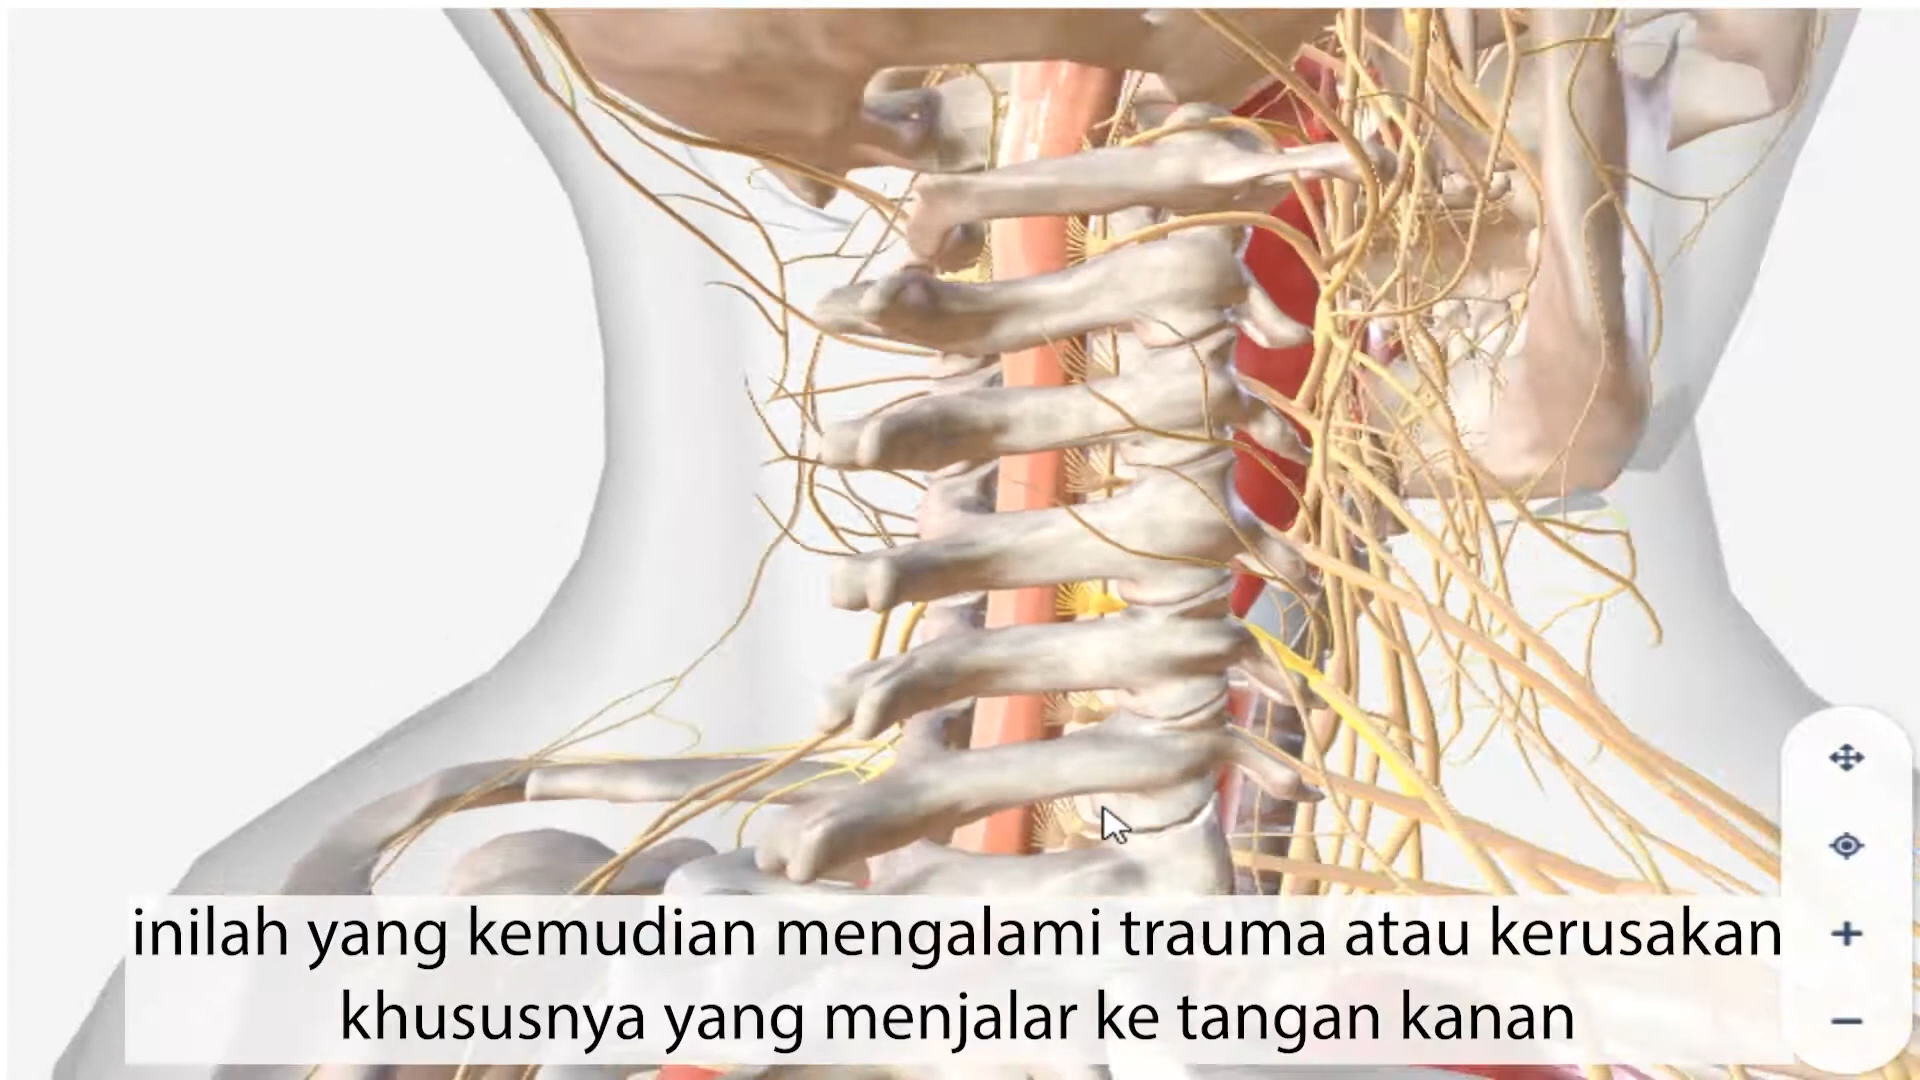 inilah yang kemudian mengalami trauma atau kerusakan
khususnya yang menjalar ke tangan kanan